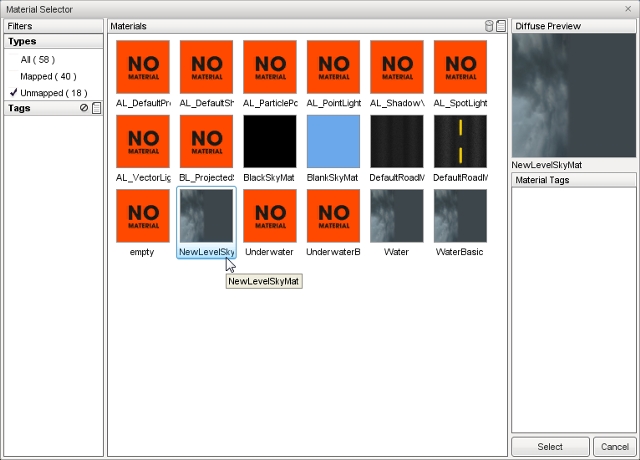 Material Selector
Filters
Types
All ( 58 )
Mapped ( 40 )
Unmapped ( 18 )
Tags
Materials
NO MATERIAL
NO MATERIAL
NO MATERIAL
NO MATERIAL
NO MATERIAL
NO MATERIAL
AL_DefaultPr
AL_DefaultSh
AL_ParticlePo
AL_PointLight
AL_Shadow
AL_SpotLight
NO MATERIAL
NO MATERIAL
AL_VectorLig
BL_Projected
BlackSkyMat
BlankSkyMat
DefaultRoadM
DefaultRoadM
NO MATERIAL
NO MATERIAL
NO MATERIAL
empty
NewLevelSky
Underwater
UnderwaterB
Water
WaterBasic
NewLevelSkyMat
Diffuse Preview
NewLevelSkyMat
Material Tags
Select
Cancel